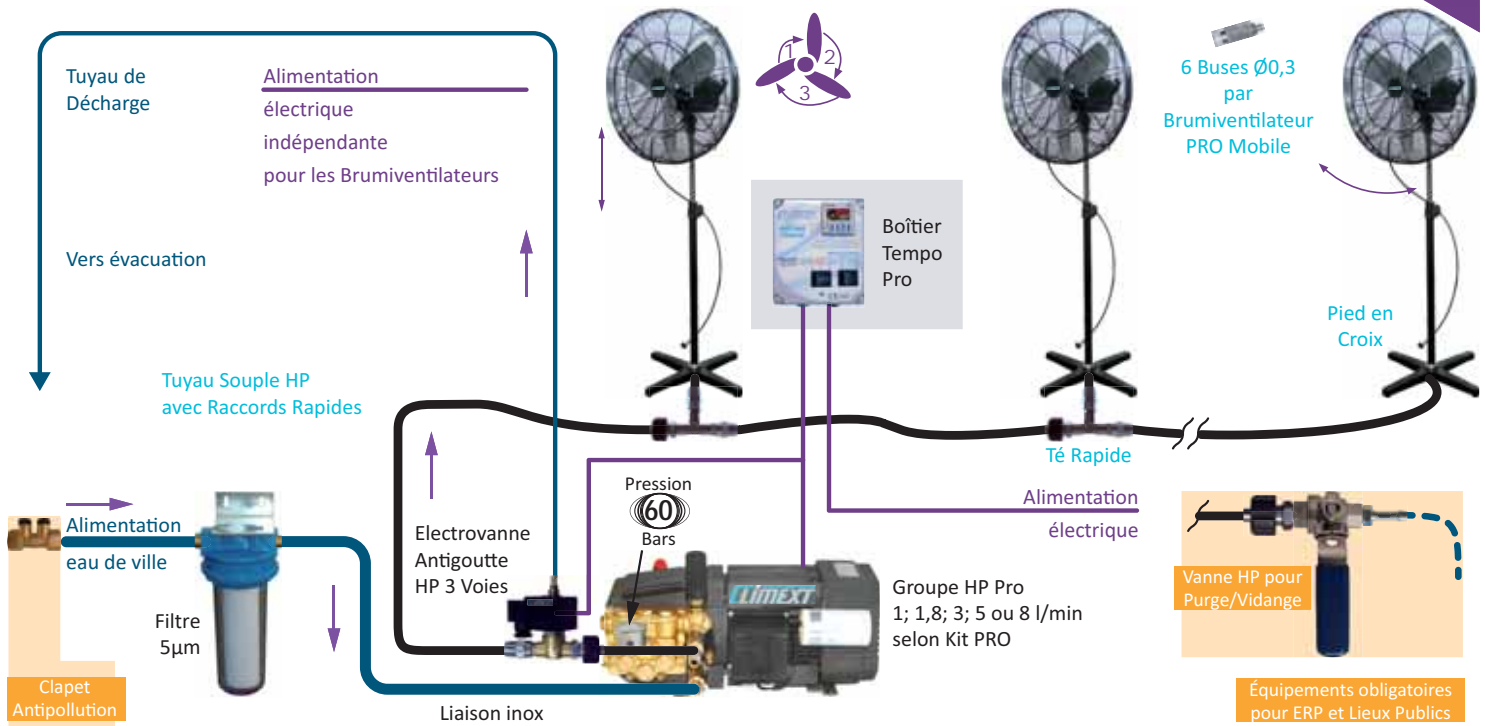 Tuyau de
Décharge
Alimentation
électrique
indépendante
pour les Brumiventilateurs
Vers évacuation
1
2
3
6 Buses Ø0,3
par
Brumiventilateur
PRO Mobile
Boîtier
Tempo
Pro
Pied en
Croix
Tuyau Souple HP
avec Raccords Rapides
Té Rapide
Alimentation
électrique
Pression
60
Bars
Alimentation
eau de ville
Electrovanne
Antigoutte
HP 3 Voies
CLIMEXT
Groupe HP Pro
1; 1,8; 3; 5 ou 8 l/min
selon Kit PRO
Filtre
5µm
Vanne HP pour
Purge/Vidange
Clapet
Antipollution
Liaison inox
Équipements obligatoires
pour ERP et Lieux Publics